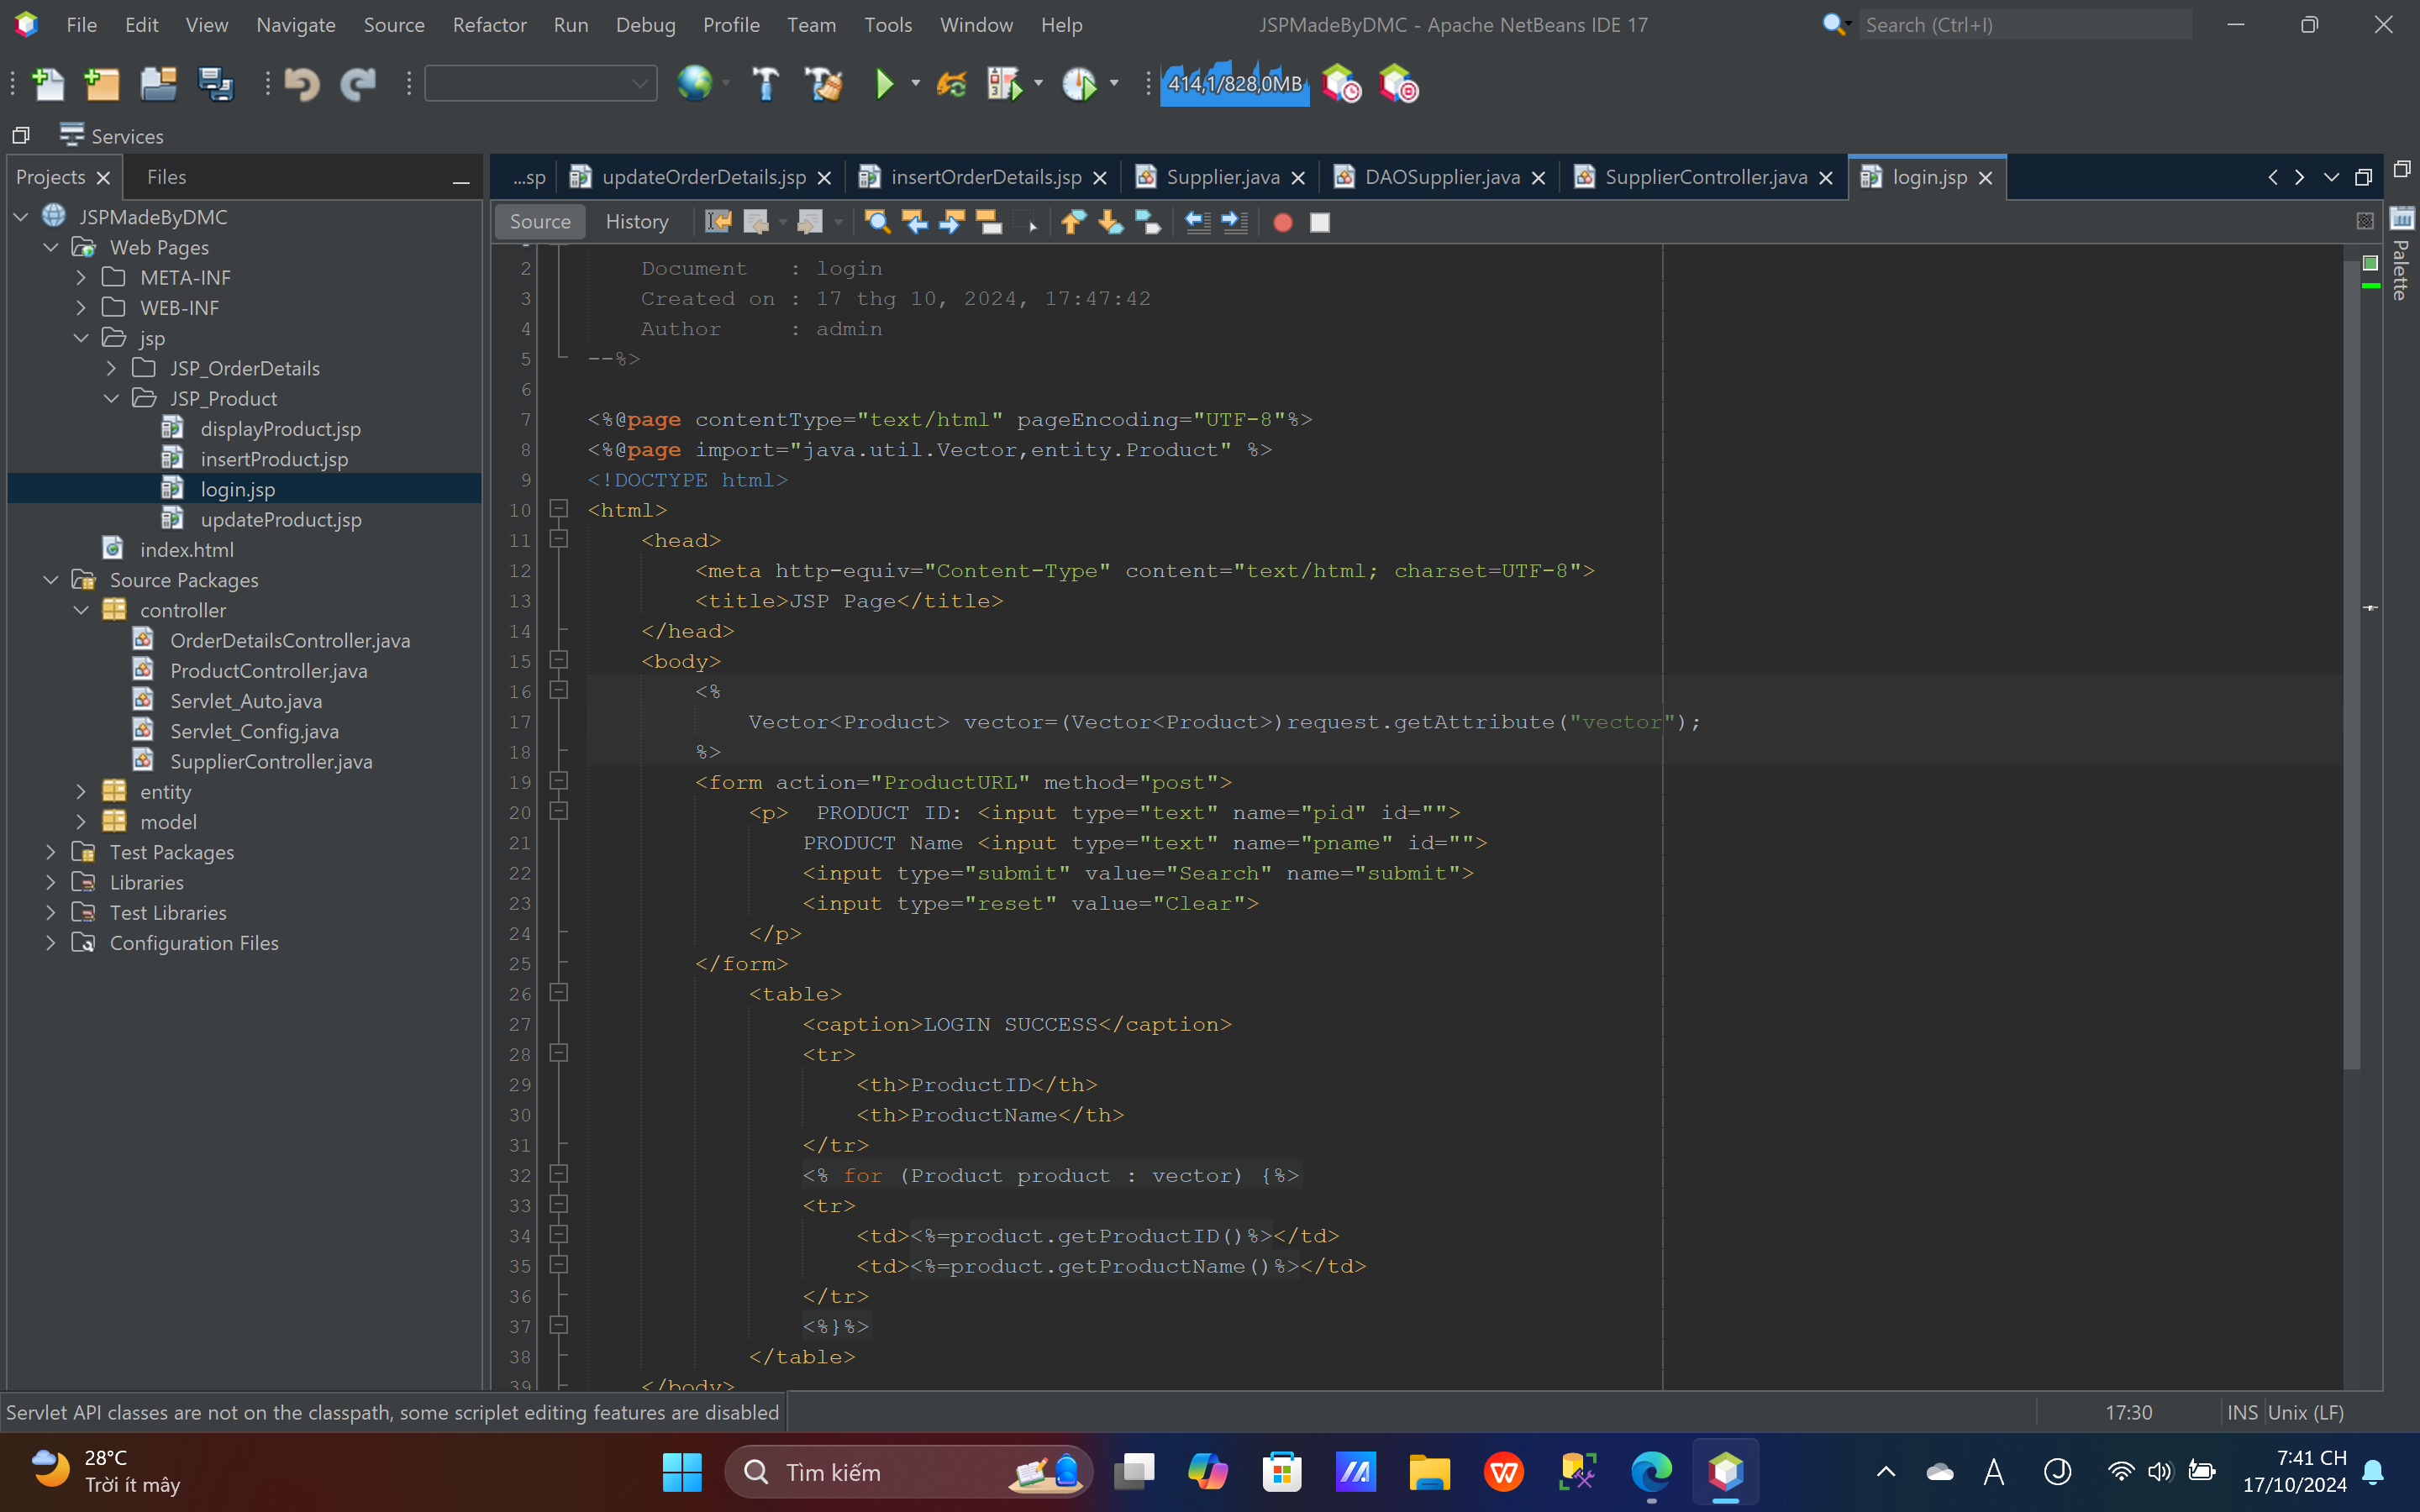 File Edit View Navigate Source Refactor Run Debug Profile Team Tools Window Help JSPMadeByDMC - Apache NetBeans IDE 17 Search (Ctrl+I)
414,1/828,0MB
Services
Projects Files
...sp updateOrderDetails.jsp insertOrderDetails.jsp Supplier.java DAOSupplier.java SupplierController.java login.jsp
Source History
Palette
JSPMadeByDMC
Web Pages
META-INF
WEB-INF
jsp
JSP_OrderDetails
JSP_Product
displayProduct.jsp
insertProduct.jsp
login.jsp
updateProduct.jsp
index.html
Source Packages
controller
OrderDetailsController.java
ProductController.java
Servlet_Auto.java
Servlet_Config.java
SupplierController.java
entity
model
Test Packages
Libraries
Test Libraries
Configuration Files
2 Document : login
3 Created on : 17 thg 10, 2024, 17:47:42
4 Author : admin
5 --%>
6
7 <%@page contentType="text/html" pageEncoding="UTF-8"%>
8 <%@page import="java.util.Vector,entity.Product" %>
9 <!DOCTYPE html>
10 <html>
11 <head>
12 <meta http-equiv="Content-Type" content="text/html; charset=UTF-8">
13 <title>JSP Page</title>
14 </head>
15 <body>
16 <%
17 Vector<Product> vector=(Vector<Product>)request.getAttribute("vector");
18 %>
19 <form action="ProductURL" method="post">
20 <p> PRODUCT ID: <input type="text" name="pid" id="">
21 PRODUCT Name <input type="text" name="pname" id="">
22 <input type="submit" value="Search" name="submit">
23 <input type="reset" value="Clear">
24 </p>
25 </form>
26 <table>
27 <caption>LOGIN SUCCESS</caption>
28 <tr>
29 <th>ProductID</th>
30 <th>ProductName</th>
31 </tr>
32 <% for (Product product : vector) {%>
33 <tr>
34 <td><%=product.getProductID()%></td>
35 <td><%=product.getProductName()%></td>
36 </tr>
37 <%}%>
38 </table>
39 </body>
Servlet API classes are not on the classpath, some scriplet editing features are disabled 17:30 INS Unix (LF)
28°C
Trời ít mây
Tìm kiếm
7:41 CH
17/10/2024